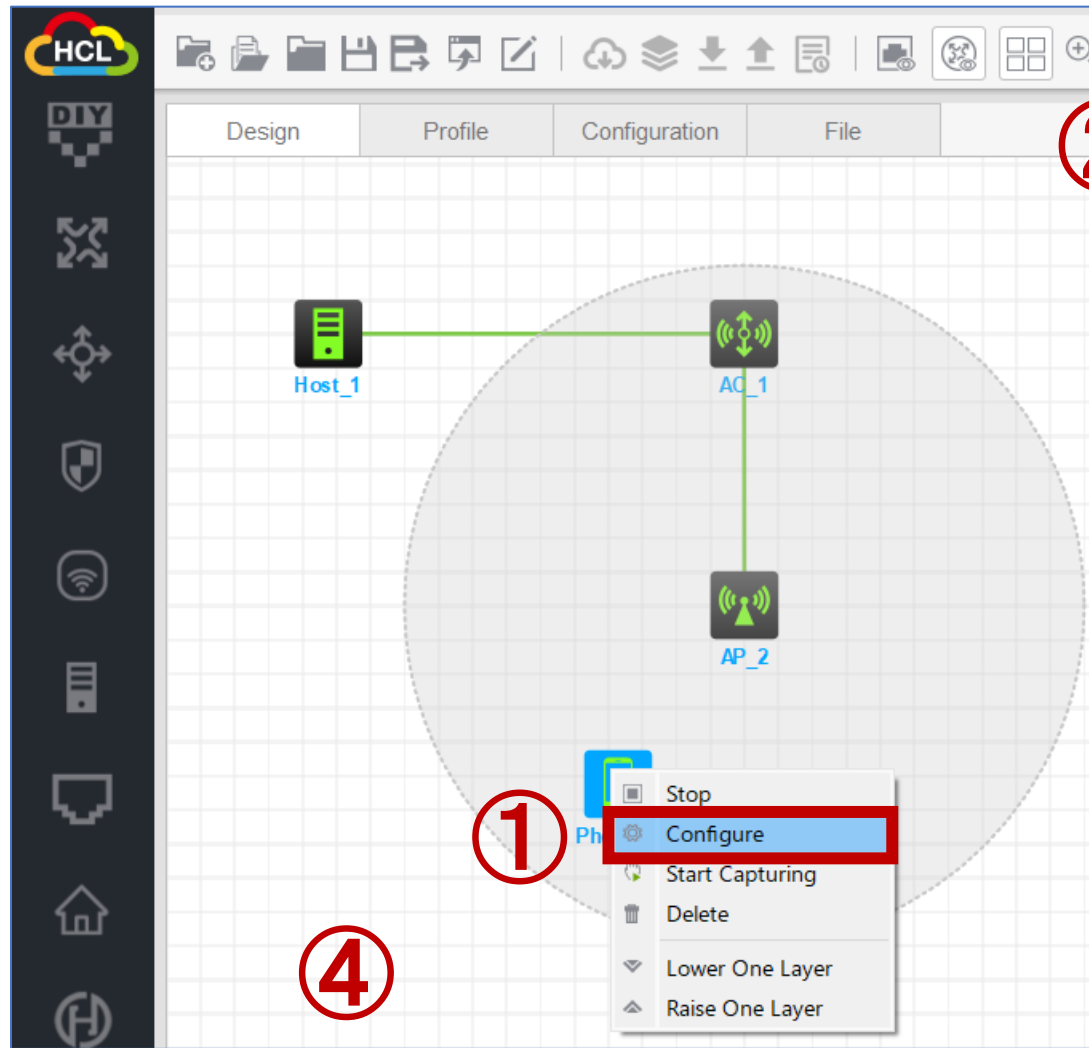 HCL
DIY
Design Profile Configuration File
②
Host_1
AC_1
AP_2
Stop
①
Configure
Start Capturing
Delete
④
Lower One Layer
Raise One Layer